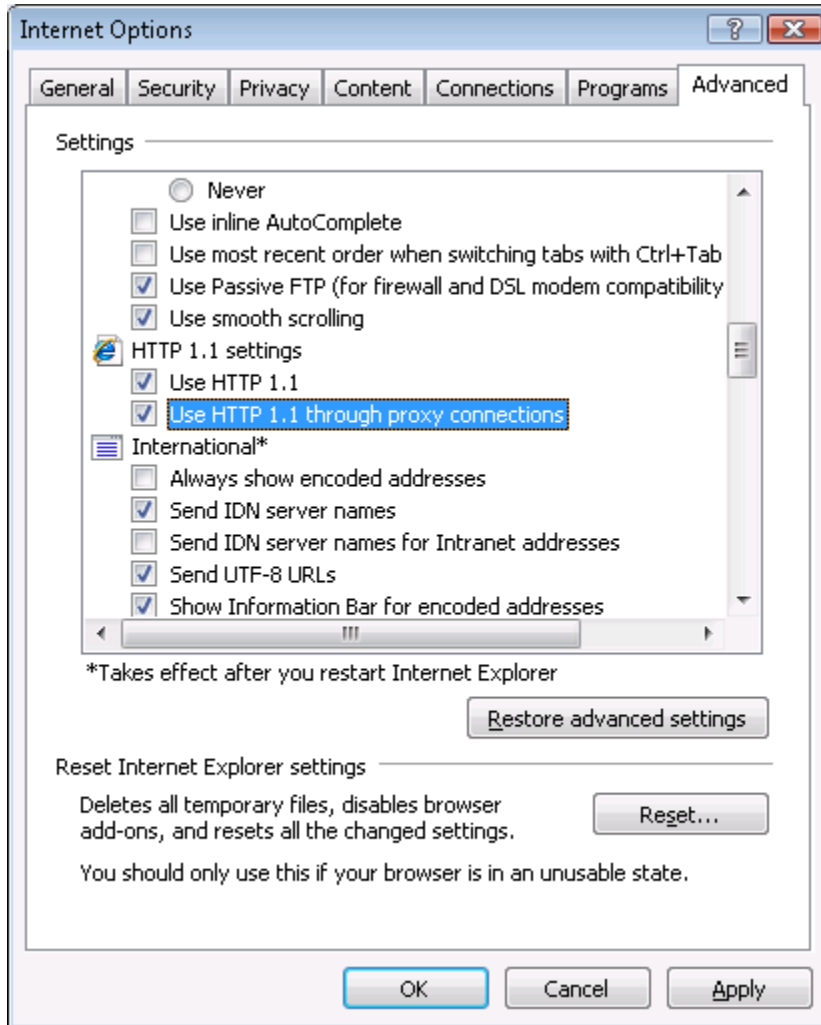 Internet Options
General Security Privacy Content Connections Programs Advanced
Settings
Never
Use inline AutoComplete
Use most recent order when switching tabs with Ctrl+Tab
Use Passive FTP (for firewall and DSL modem compatibility
Use smooth scrolling
HTTP 1.1 settings
Use HTTP 1.1
Use HTTP 1.1 through proxy connections
International*
Always show encoded addresses
Send IDN server names
Send IDN server names for Intranet addresses
Send UTF-8 URLs
Show Information Bar for encoded addresses
*Takes effect after you restart Internet Explorer
Restore advanced settings
Reset Internet Explorer settings
Deletes all temporary files, disables browser
add-ons, and resets all the changed settings.
Reset...
You should only use this if your browser is in an unusable state.
OK Cancel Apply